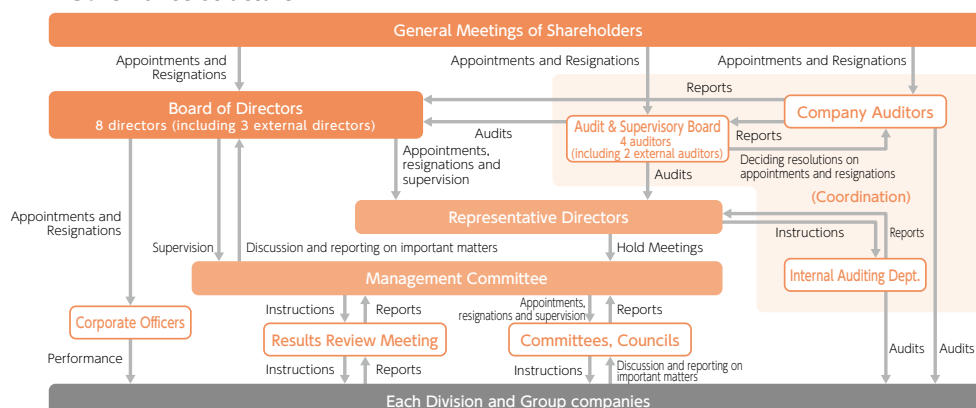 General Meetings of Shareholders
Appointments and
Resignations
Appointments and Resignations
Appointments and Resignations
Reports
Board of Directors
8 directors (including 3 external directors)
Company Auditors
Audits
Audit & Supervisory Board
4 auditors
(including 2 external auditors)
Reports
Deciding resolutions on
appointments and resignations
Appointments,
resignations and
supervision
Audits
(Coordination)
Representative Directors
Appointments and
Resignations
Instructions
Reports
Supervision
Discussion and reporting on important matters
Hold Meetings
Management Committee
Internal Auditing Dept.
Instructions
Reports
Appointments,
resignations and supervision
Reports
Corporate Officers
Results Review Meeting
Committees, Councils
Performance
Instructions
Reports
Instructions
Discussion and reporting on
important matters
Audits
Audits
Each Division and Group companies